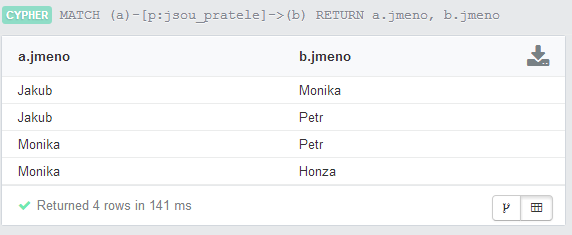 CYPHER MATCH (a)-[p:jsou_pratele]->(b) RETURN a.jmeno, b.jmeno
a.jmeno b.jmeno
Jakub Monika
Jakub Petr
Monika Petr
Monika Honza
Returned 4 rows in 141 ms